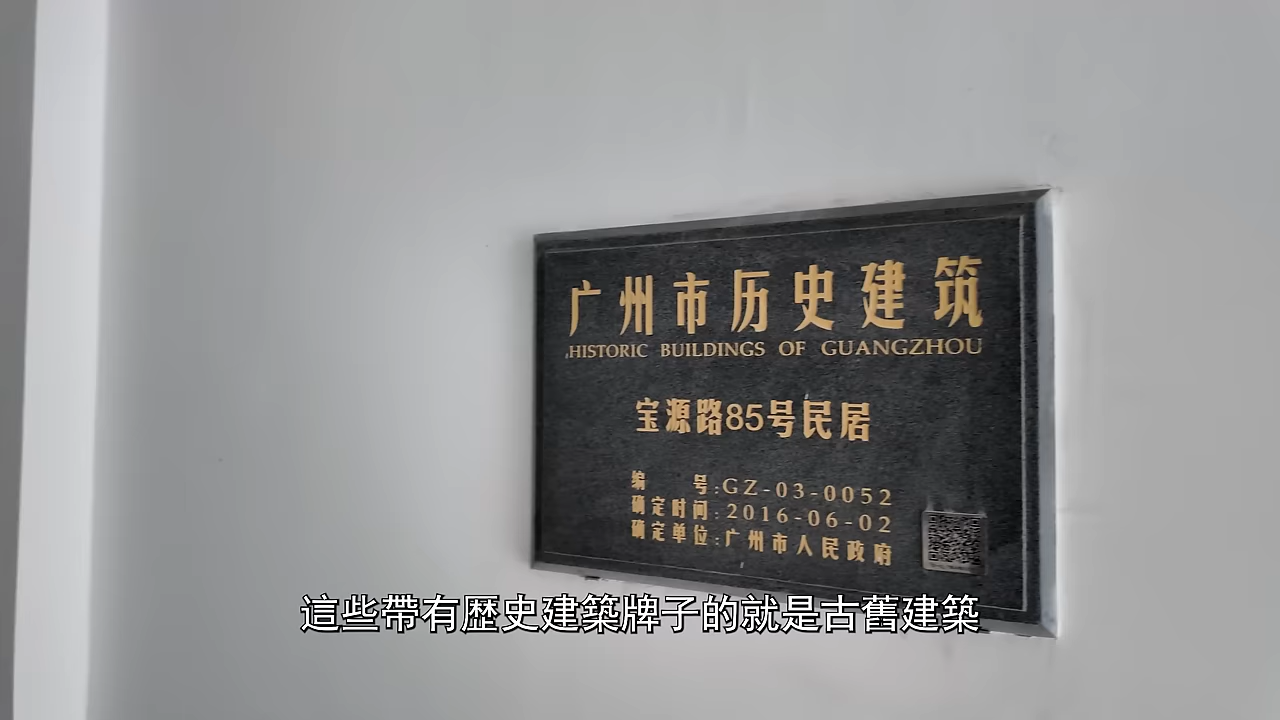 广州市历史建筑
HISTORIC BUILDINGS OF GUANGZHOU
宝源路85号民居
编 号:GZ-03-0052
确定时间:2016-06-02
确定单位:广州市人民政府
這些帶有歷史建築牌子的就是古舊建築